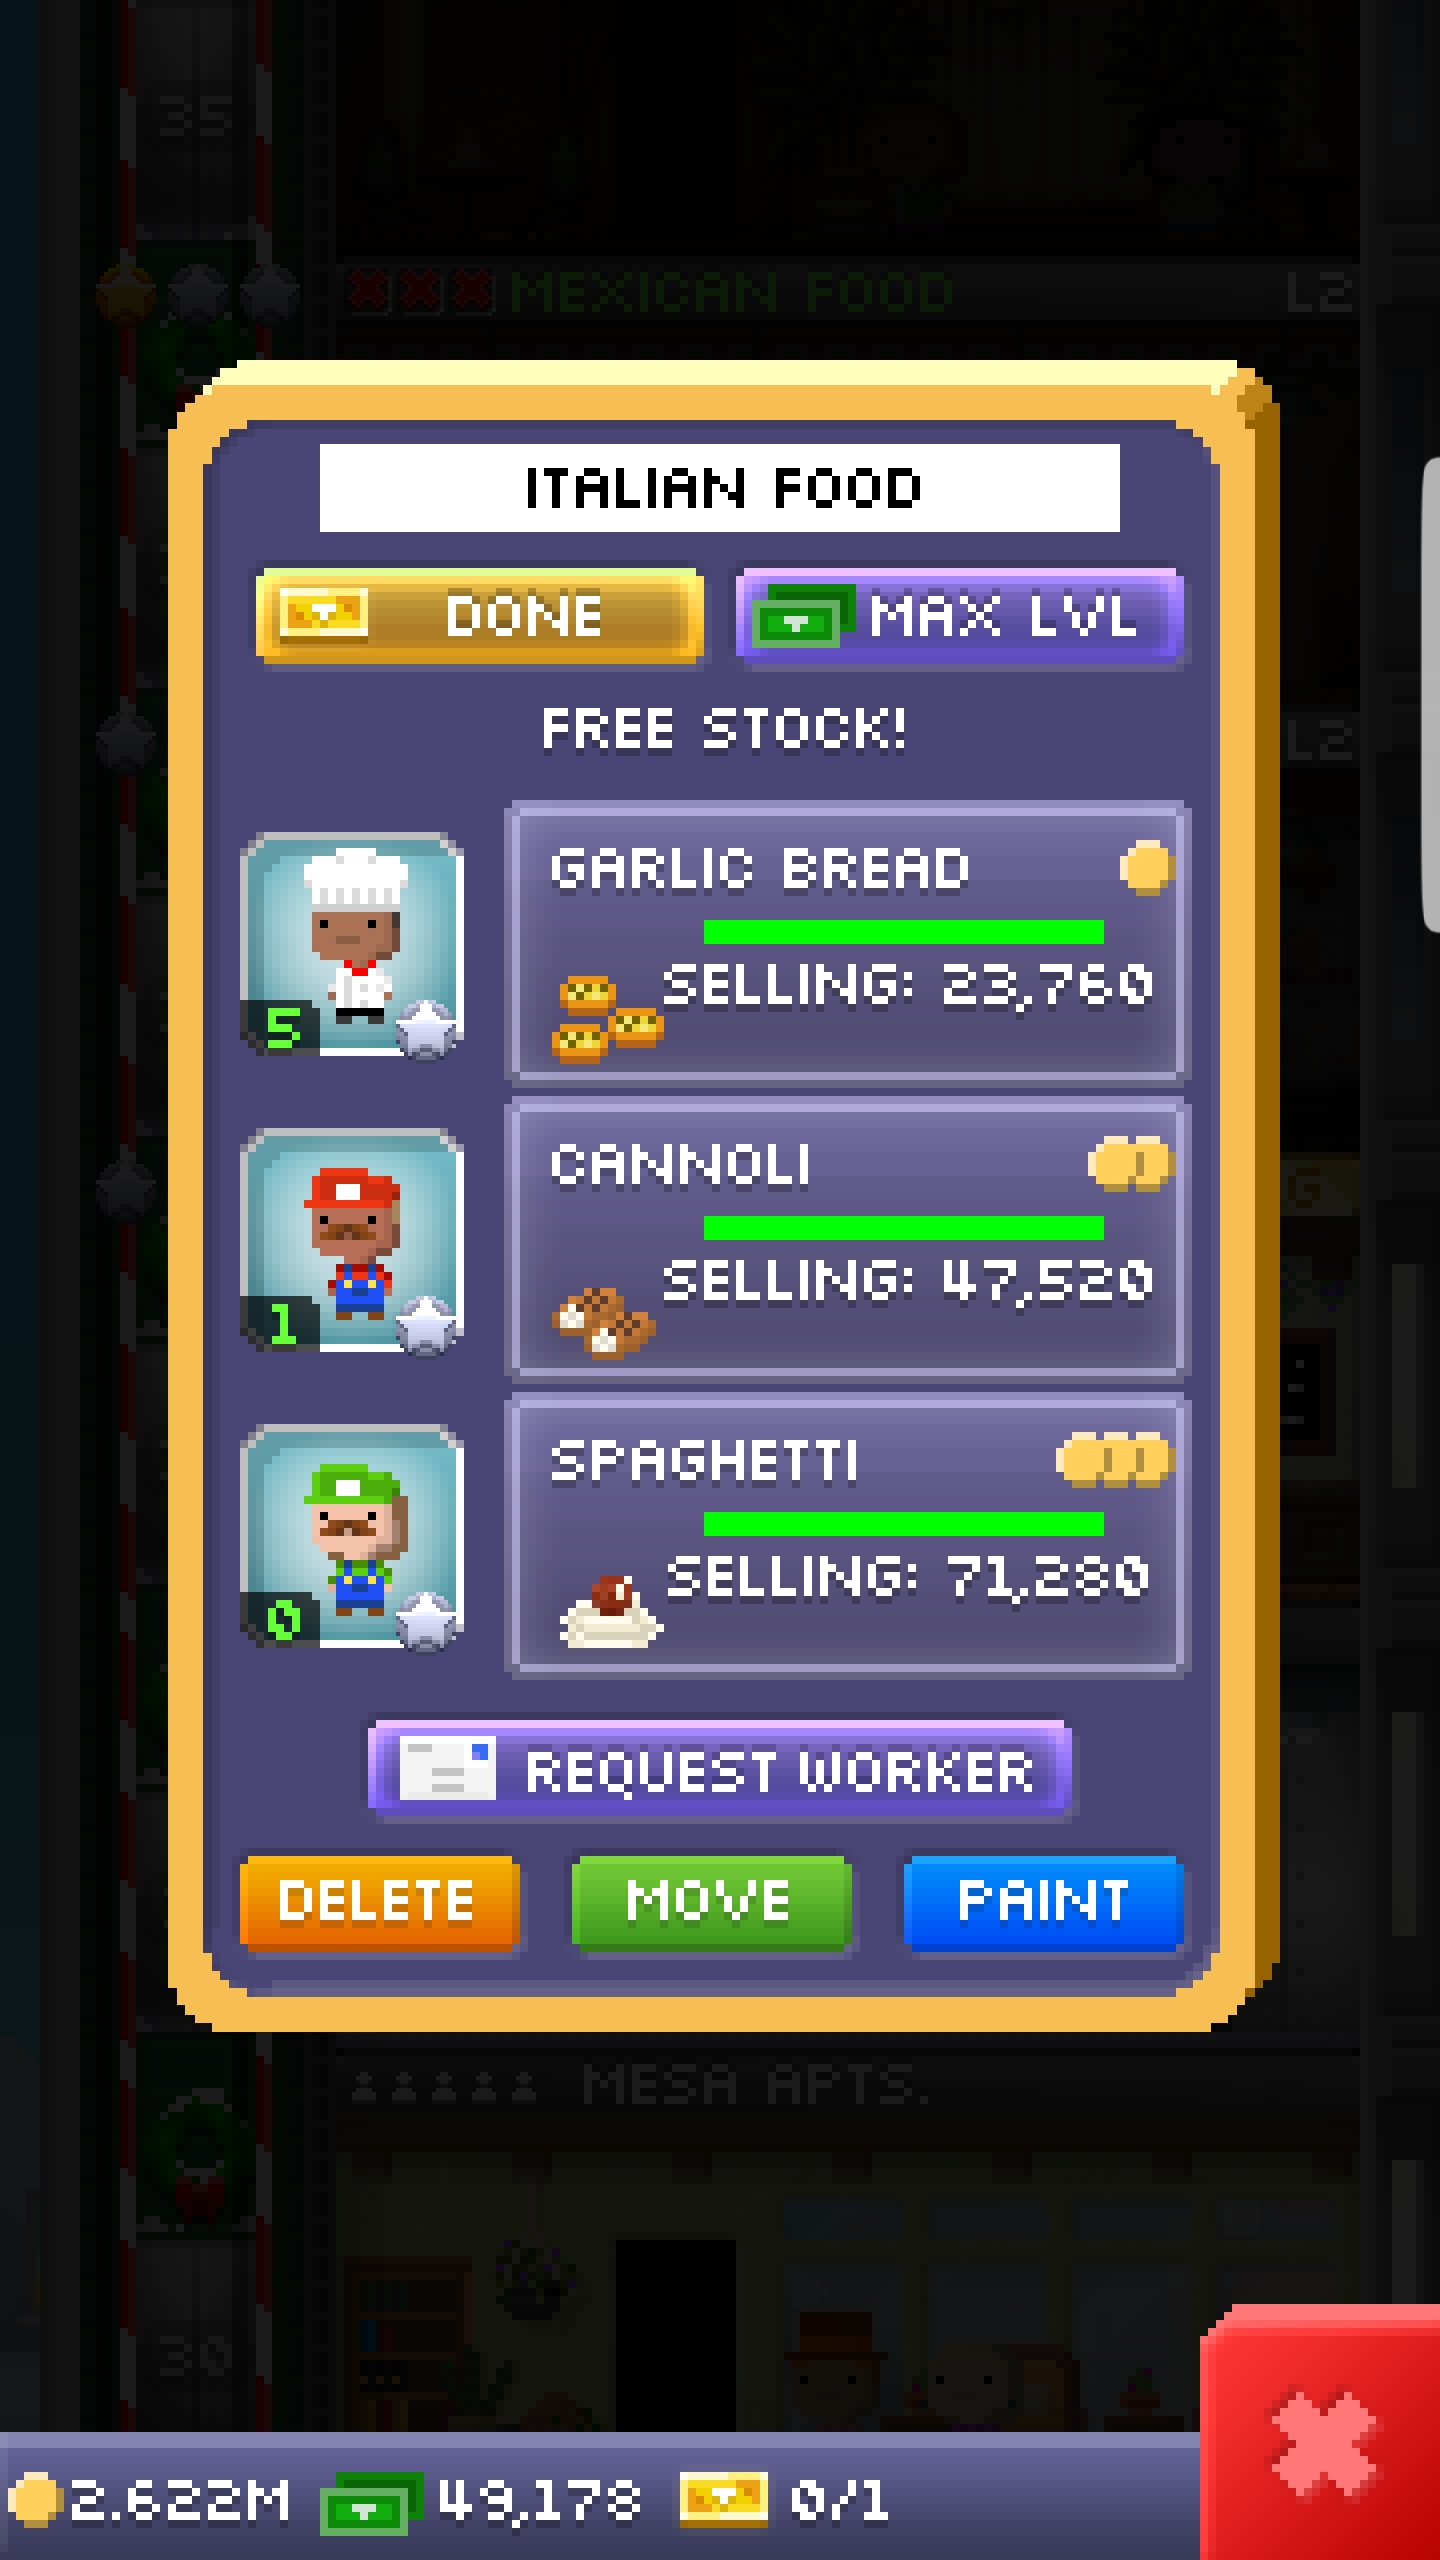 35
MEXICAN FOOD L2
ITALIAN FOOD
DONE
MAX LVL
FREE STOCK!
L2
GARLIC BREAD
SELLING: 23,760
5
CANNOLI
SELLING: 47,520
1
SPAGHETTI
SELLING: 71,280
0
REQUEST WORKER
DELETE
MOVE
PAINT
MESA APTS.
30
2.622M
49,178
0/1